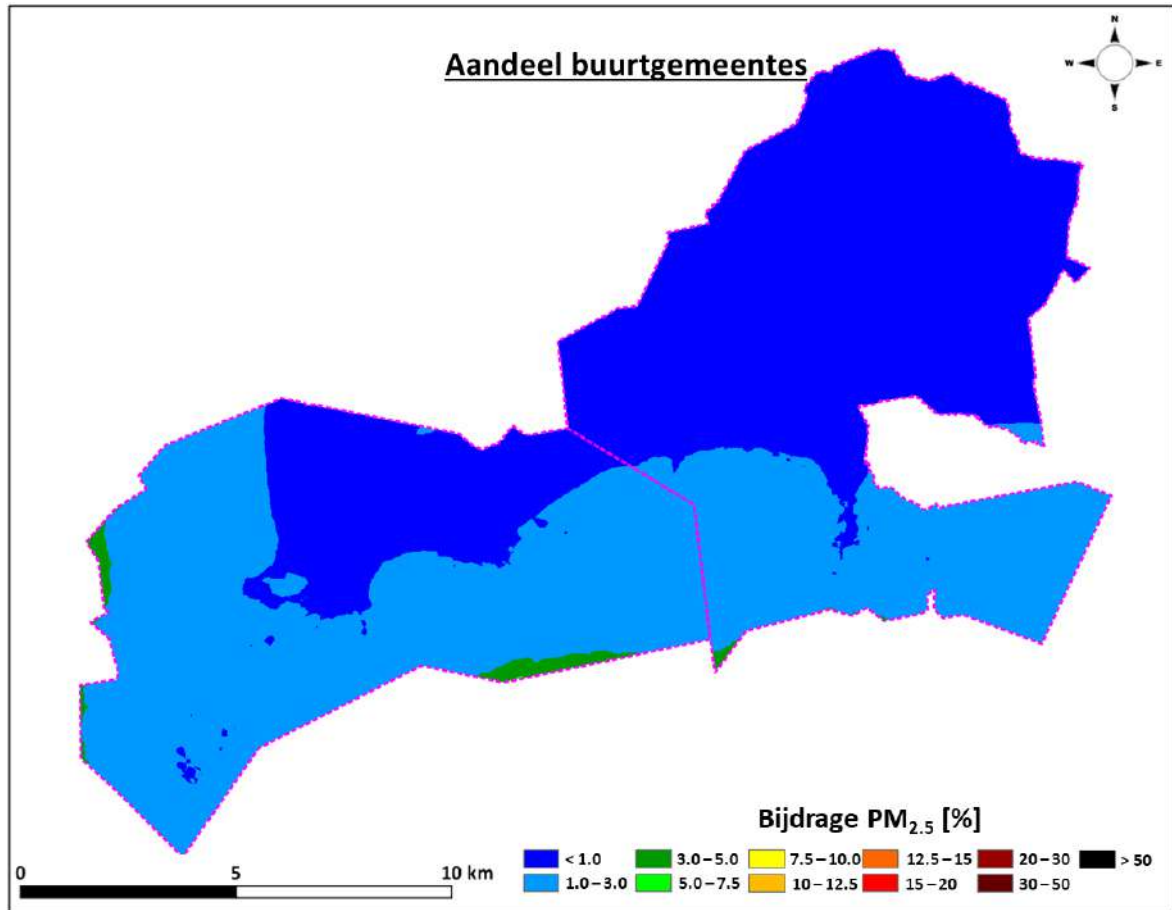 Aandeel buurtgemeentes
N
W E
S
Bijdrage PM2.5 [%]
< 1.0 3.0–5.0 7.5–10.0 12.5–15 20–30 > 50
1.0–3.0 5.0–7.5 10–12.5 15–20 30–50
0 5 10 km